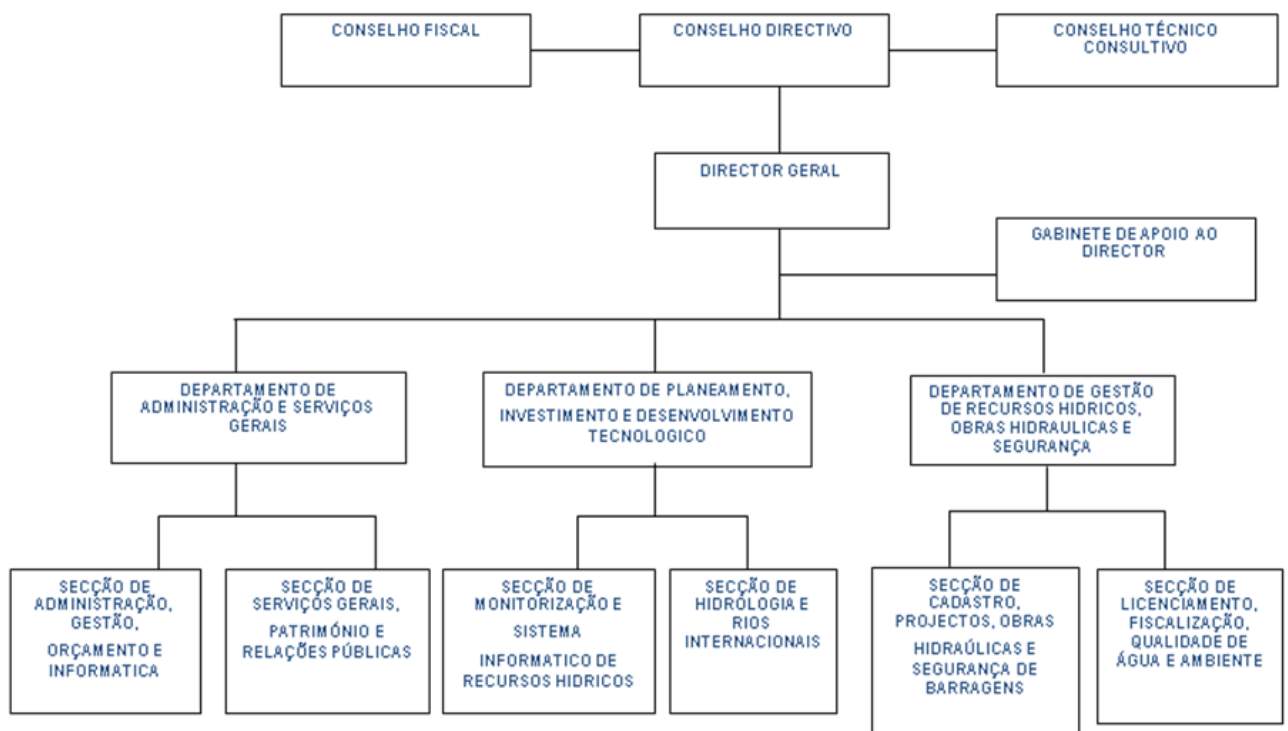 CONSELHO FISCAL
CONSELHO DIRECTIVO
CONSELHO TÉCNICO
CONSULTIVO
DIRECTOR GERAL
GABINETE DE APOIO AO
DIRECTOR
DEPARTAMENTO DE
ADMINISTRAÇÃO E SERVIÇOS
GERAIS
DEPARTAMENTO DE PLANEAMENTO,
INVESTIMENTO E DESENVOLVIMENTO
TECNOLOGICO
DEPARTAMENTO DE GESTÃO
DE RECURSOS HIDRICOS,
OBRAS HIDRAULICAS E
SEGURANÇA
SECÇÃO DE
ADMINISTRAÇÃO,
GESTÃO,
ORÇAMENTO E
INFORMATICA
SECÇÃO DE
SERVIÇOS GERAIS,
PATRIMÓNIO E
RELAÇÕES PÚBLICAS
SECÇÃO DE
MONITORIZAÇÃO E
SISTEMA
INFORMATICO DE
RECURSOS HIDRICOS
SECÇÃO DE
HIDRÓLOGIA E
RIOS
INTERNACIONAIS
SECÇÃO DE
CADASTRO,
PROJECTOS, OBRAS
HIDRAÚLICAS E
SEGURANÇA DE
BARRAGENS
SECÇÃO DE
LICENCIAMENTO,
FISCALIZAÇÃO,
QUALIDADE DE
ÁGUA E AMBIENTE